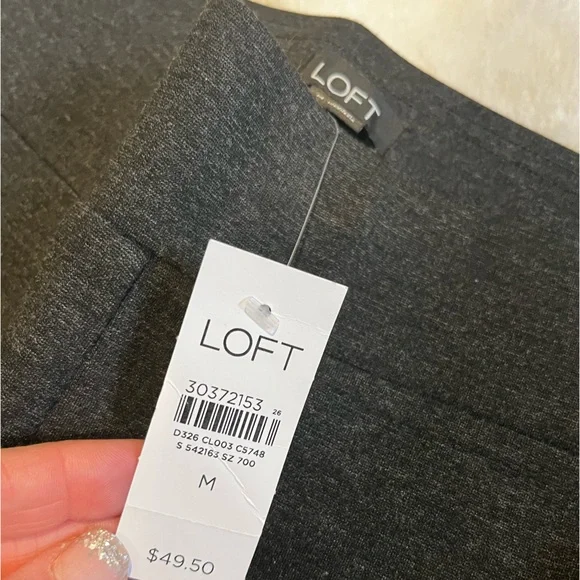 LOFT
LOFT
30372153
26
D326 CL003 C5748
S 542163 SZ 700
M
$49.50